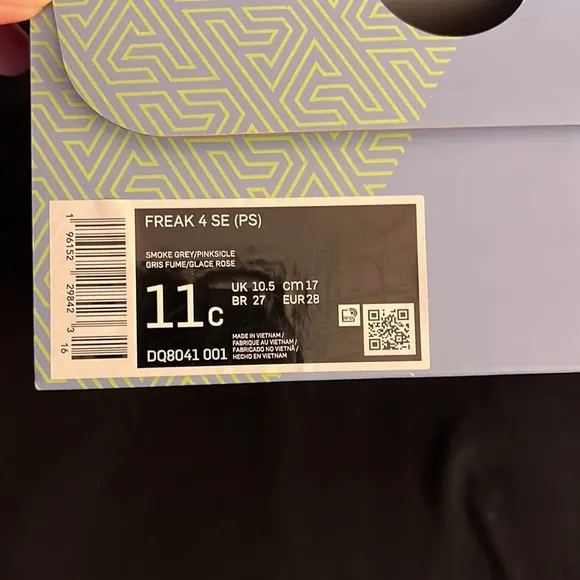 FREAK 4 SE (PS)
SMOKE GREY/PINKSICLE
GRIS FUME/GLACE ROSE
11C
UK 10.5 cm 17
BR 27 EUR 28
DQ8041 001
MADE IN VIETNAM /
FABRIQUE AU VIETNAM /
FABRICADO NO VIETNÃ /
HECHO EN VIETNAM
1 96152 29842 3 16